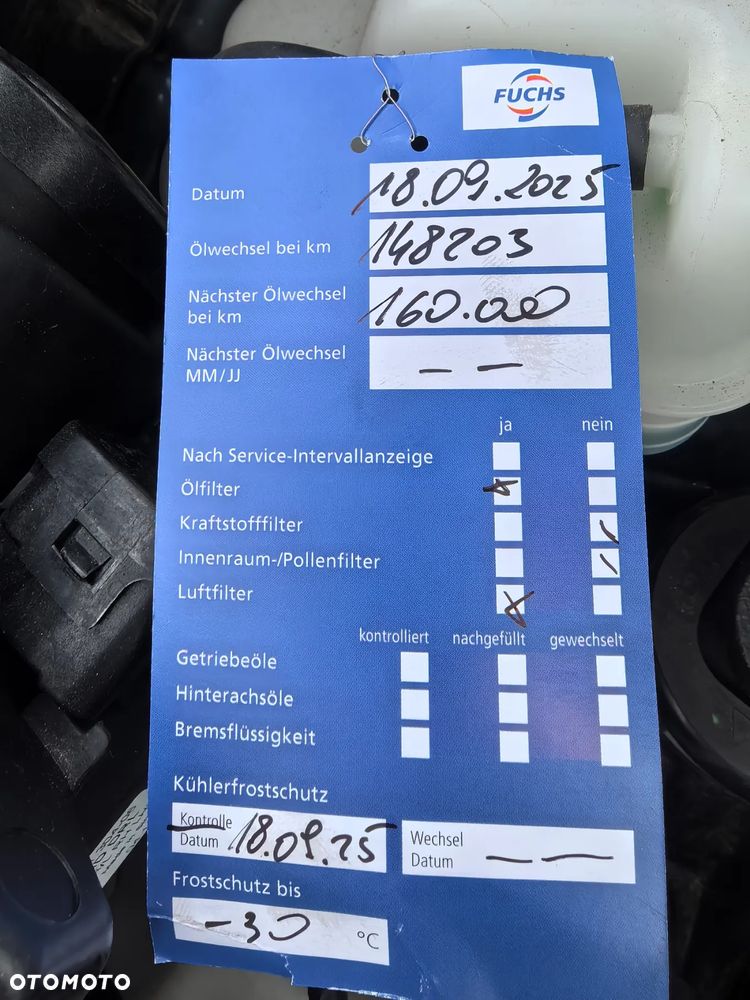 FUCHS
Datum 18.09.2025
Ölwechsel bei km 148203
Nächster Ölwechsel
bei km 160.000
Nächster Ölwechsel
MM/JJ — —
ja nein
Nach Service-Intervallanzeige
Ölfilter
Kraftstofffilter
Innenraum-/Pollenfilter
Luftfilter
kontrolliert nachgefüllt gewechselt
Getriebeöle
Hinterachsöle
Bremsflüssigkeit
Kühlerfrostschutz
Kontrolle
Datum 18.09.25
Wechsel
Datum — —
Frostschutz bis
-30 °C
OTOMOTO